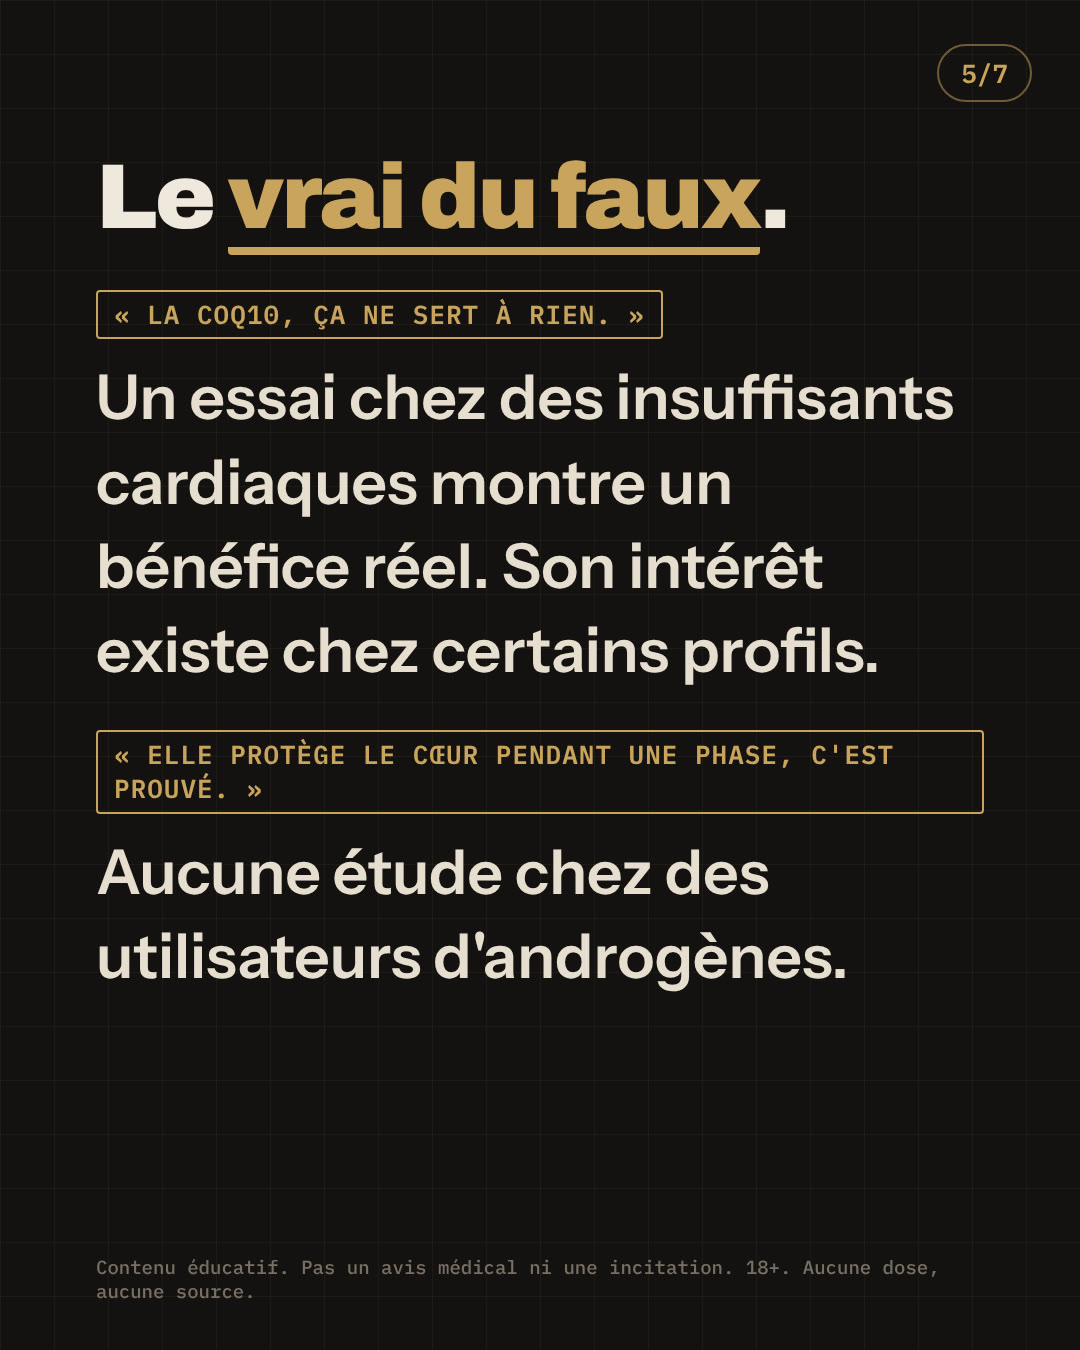 5/7
Le vrai du faux.
« LA COQ10, ÇA NE SERT À RIEN. »
Un essai chez des insuffisants
cardiaques montre un
bénéfice réel. Son intérêt
existe chez certains profils.
« ELLE PROTÈGE LE CŒUR PENDANT UNE PHASE, C'EST
PROUVÉ. »
Aucune étude chez des
utilisateurs d'androgènes.
Contenu éducatif. Pas un avis médical ni une incitation. 18+. Aucune dose,
aucune source.